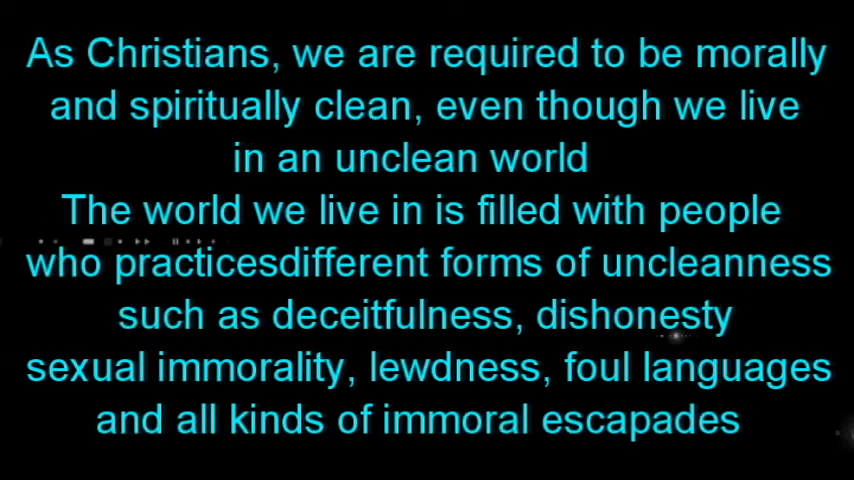 As Christians, we are required to be morally
and spiritually clean, even though we live
in an unclean world
The world we live in is filled with people
who practicesdifferent forms of uncleanness
such as deceitfulness, dishonesty
sexual immorality, lewdness, foul languages
and all kinds of immoral escapades